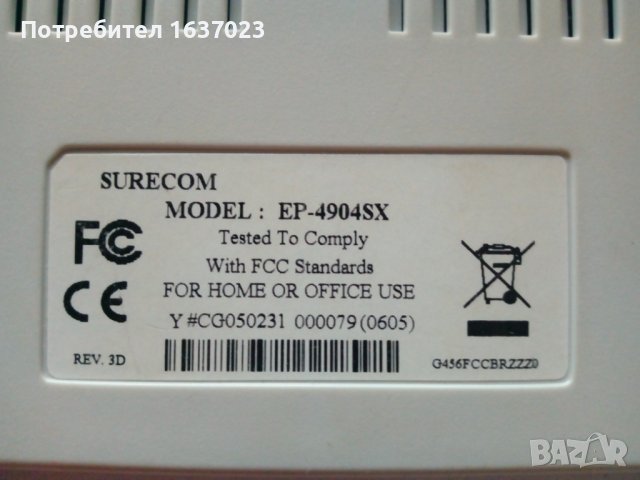 Потребител 1637023
SURECOM
MODEL : EP-4904SX
Tested To Comply
With FCC Standards
FOR HOME OR OFFICE USE
Y #CG050231 000079 (0605)
FC
CE
REV. 3D
G456FCCBRZZZ0
BAZAR